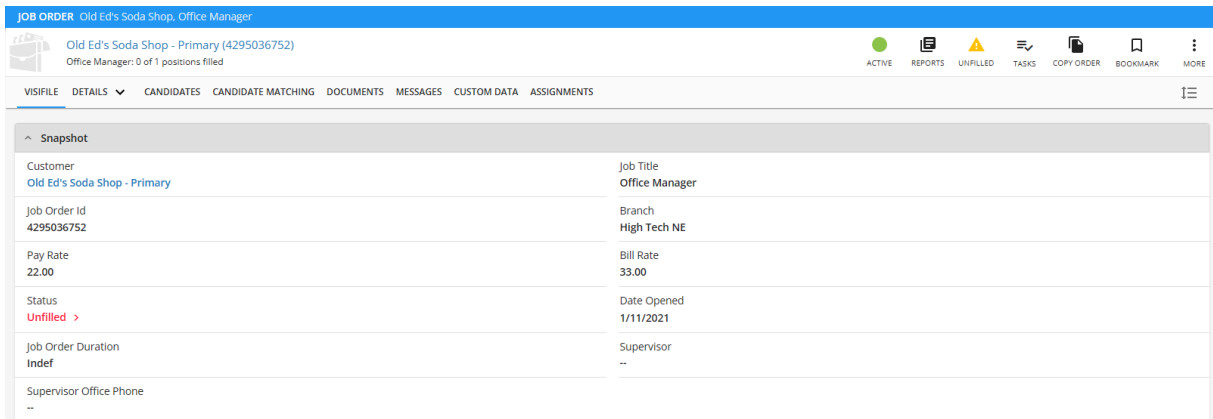 JOB ORDER Old Ed's Soda Shop, Office Manager
Old Ed's Soda Shop - Primary (4295036752)
Office Manager: 0 of 1 positions filled
ACTIVE REPORTS UNFILLED TASKS COPY ORDER BOOKMARK MORE
VISIFILE DETAILS CANDIDATES CANDIDATE MATCHING DOCUMENTS MESSAGES CUSTOM DATA ASSIGNMENTS
Snapshot
Customer
Old Ed's Soda Shop - Primary
Job Title
Office Manager
Job Order Id
4295036752
Branch
High Tech NE
Pay Rate
22.00
Bill Rate
33.00
Status
Unfilled >
Date Opened
1/11/2021
Job Order Duration
Indef
Supervisor
--
Supervisor Office Phone
--